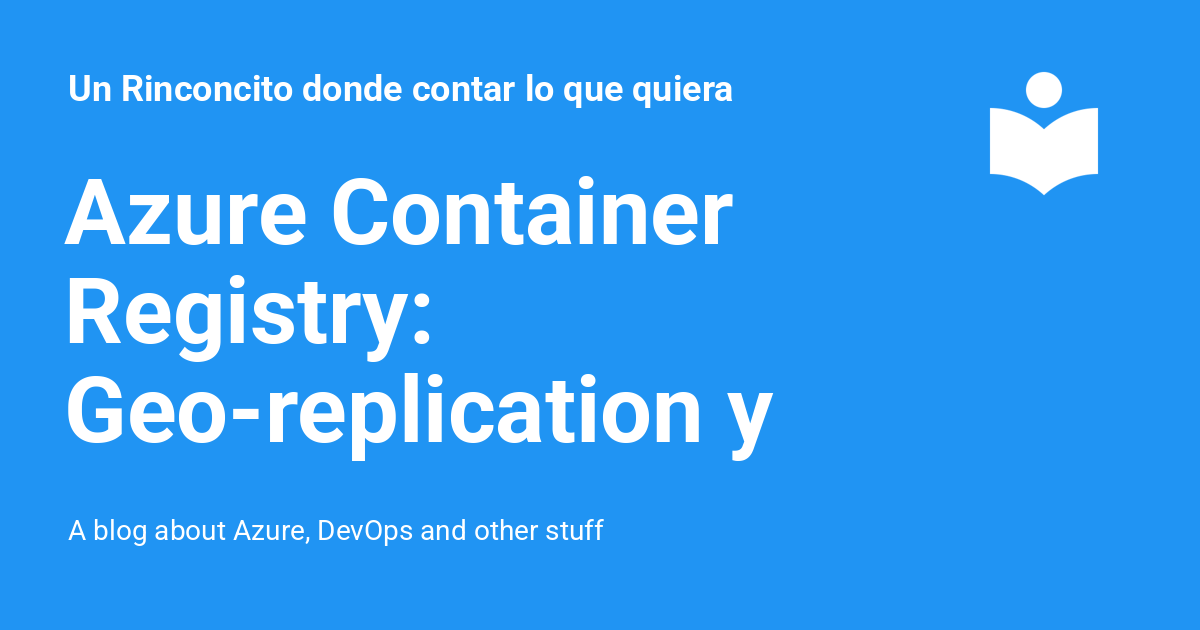 Un Rinconcito donde contar lo que quiera
Azure Container
Registry:
Geo-replication y
A blog about Azure, DevOps and other stuff